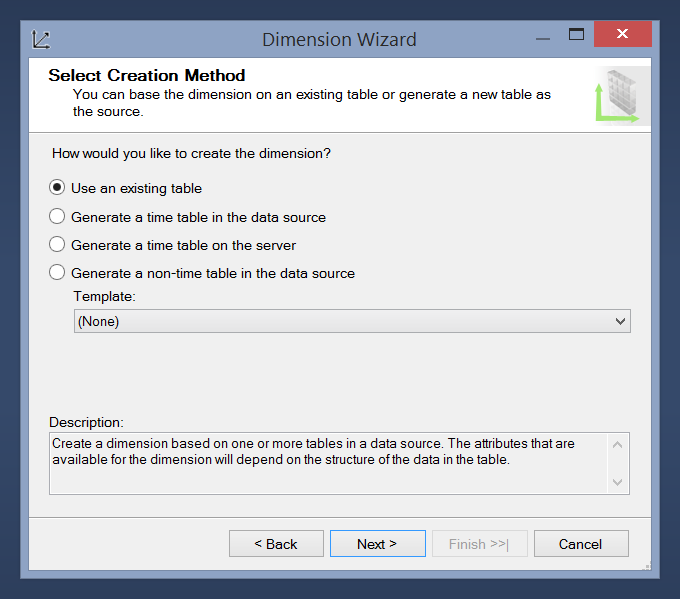 Dimension Wizard
Select Creation Method
You can base the dimension on an existing table or generate a new table as
the source.
How would you like to create the dimension?
Use an existing table
Generate a time table in the data source
Generate a time table on the server
Generate a non-time table in the data source
Template:
(None)
Description:
Create a dimension based on one or more tables in a data source. The attributes that are
available for the dimension will depend on the structure of the data in the table.
< Back
Next >
Finish >>|
Cancel